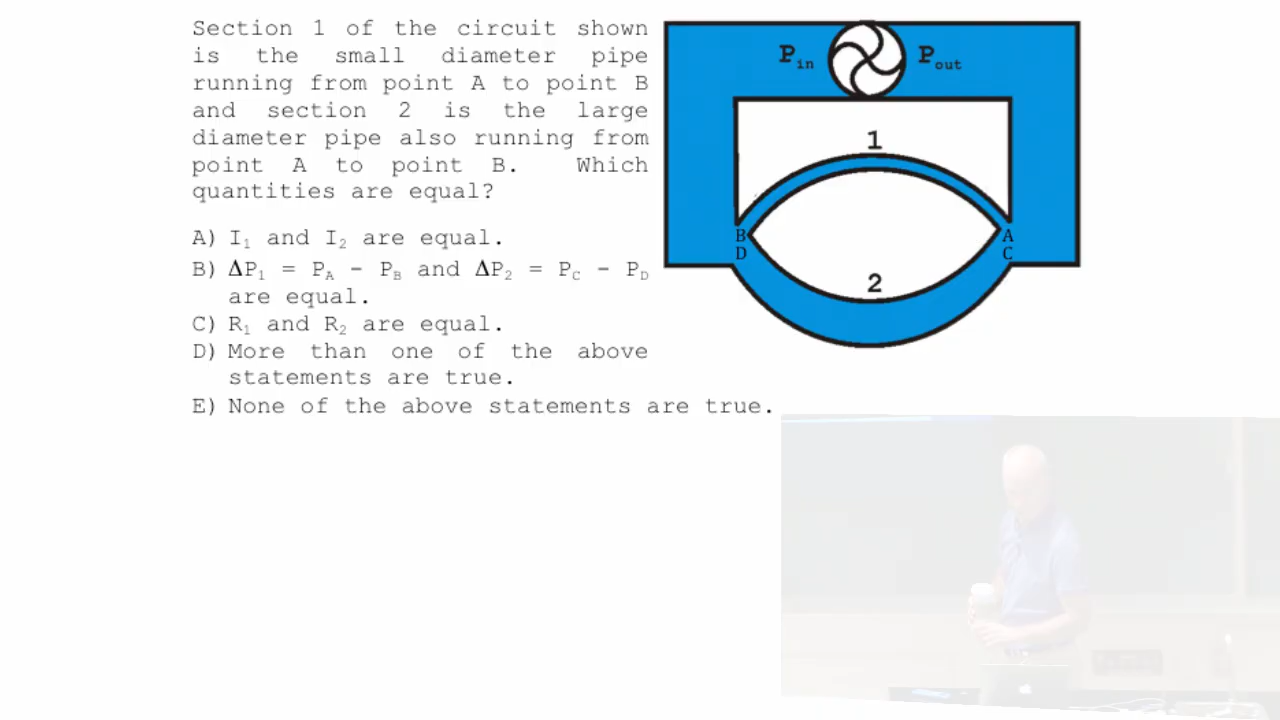 Section 1 of the circuit shown
is the small diameter pipe
running from point A to point B
and section 2 is the large
diameter pipe also running from
point A to point B. Which
quantities are equal?
A) I₁ and I₂ are equal.
B) ΔP₁ = P_A - P_B and ΔP₂ = P_C - P_D
are equal.
C) R₁ and R₂ are equal.
D) More than one of the above
statements are true.
E) None of the above statements are true.
P_in P_out
1
B A
D C
2